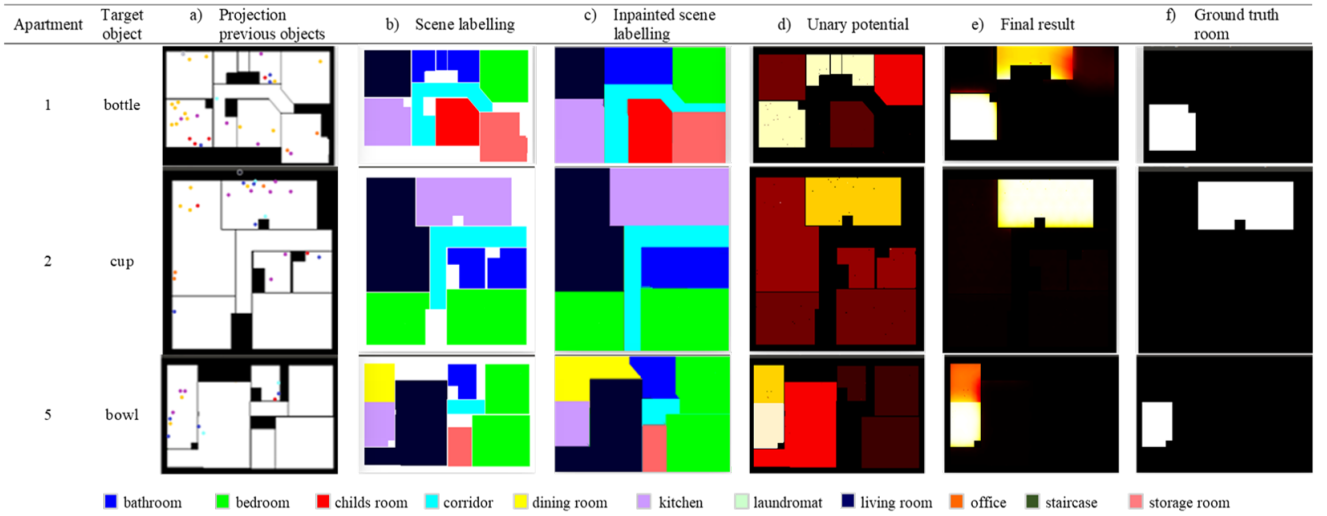 Apartment Target object a) Projection previous objects b) Scene labelling c) Inpainted scene labelling d) Unary potential e) Final result f) Ground truth room
1 bottle
2 cup
5 bowl
bathroom bedroom childs room corridor dining room kitchen laundromat living room office staircase storage room